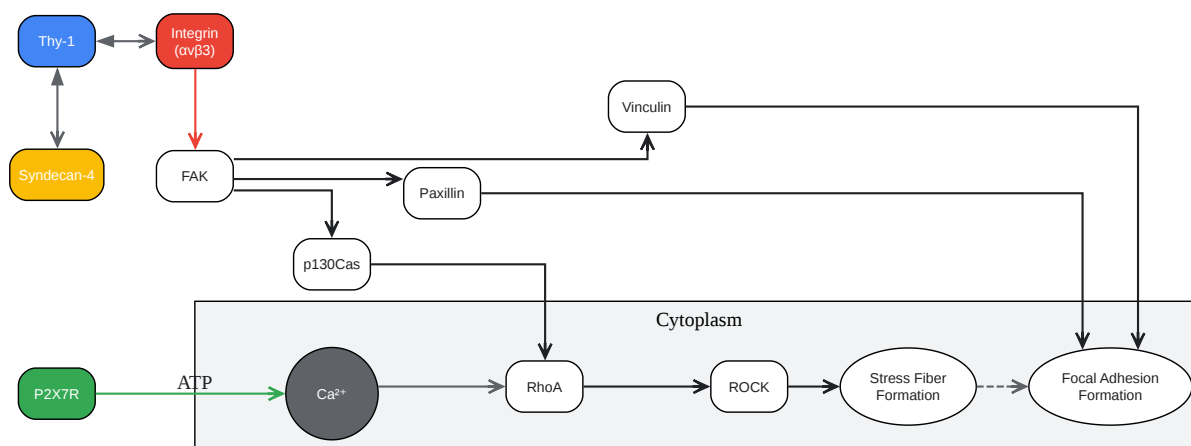 Thy-1
Integrin
(αvβ3)
Vinculin
Syndecan-4
FAK
Paxillin
p130Cas
Cytoplasm
ATP
P2X7R
Ca²⁺
RhoA
ROCK
Stress Fiber
Formation
Focal Adhesion
Formation